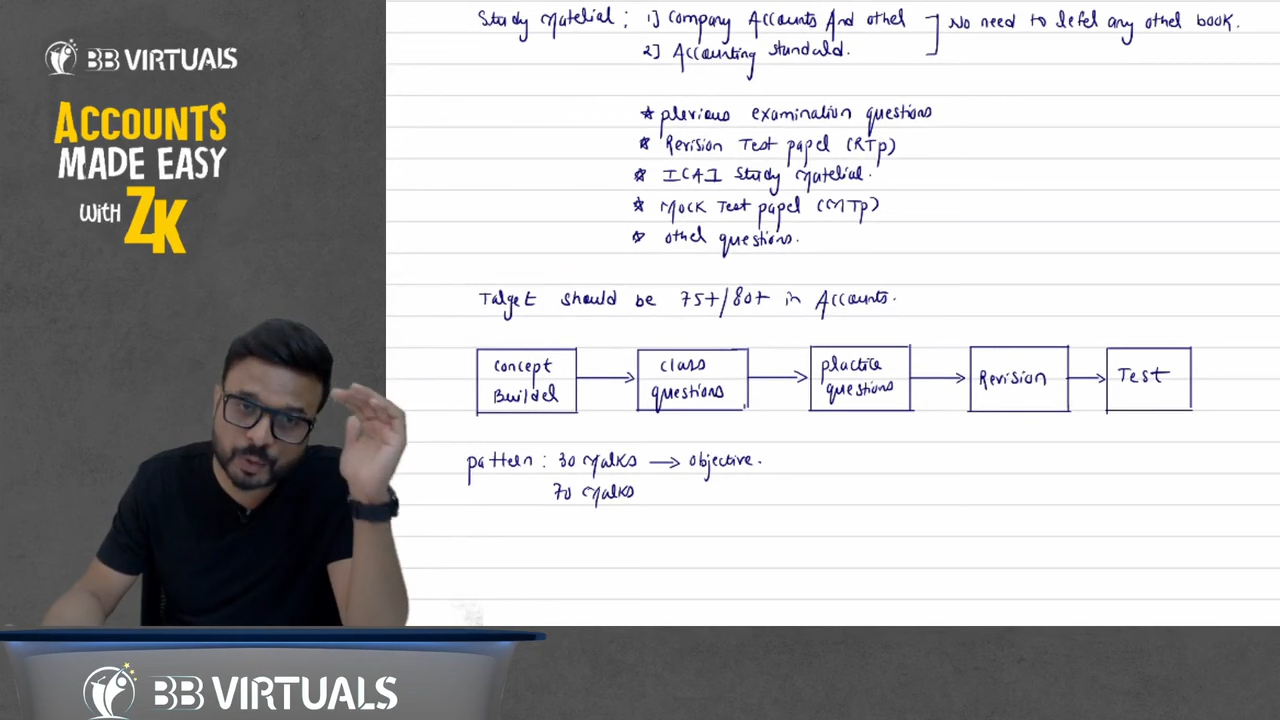 BB VIRTUALS
ACCOUNTS
MADE EASY
WITH ZK
Study Material : 1] Company Accounts And other ] No need to refer any other book.
2] Accounting standard.
* previous examination questions
* Revision Test paper (RTP)
* ICAI Study Material.
* Mock Test paper (MTP)
* other questions.
Target should be 75+/80+ in Accounts.
Concept Builder → class questions → practice questions → Revision → Test
pattern : 30 Marks → objective.
70 Marks
BB VIRTUALS